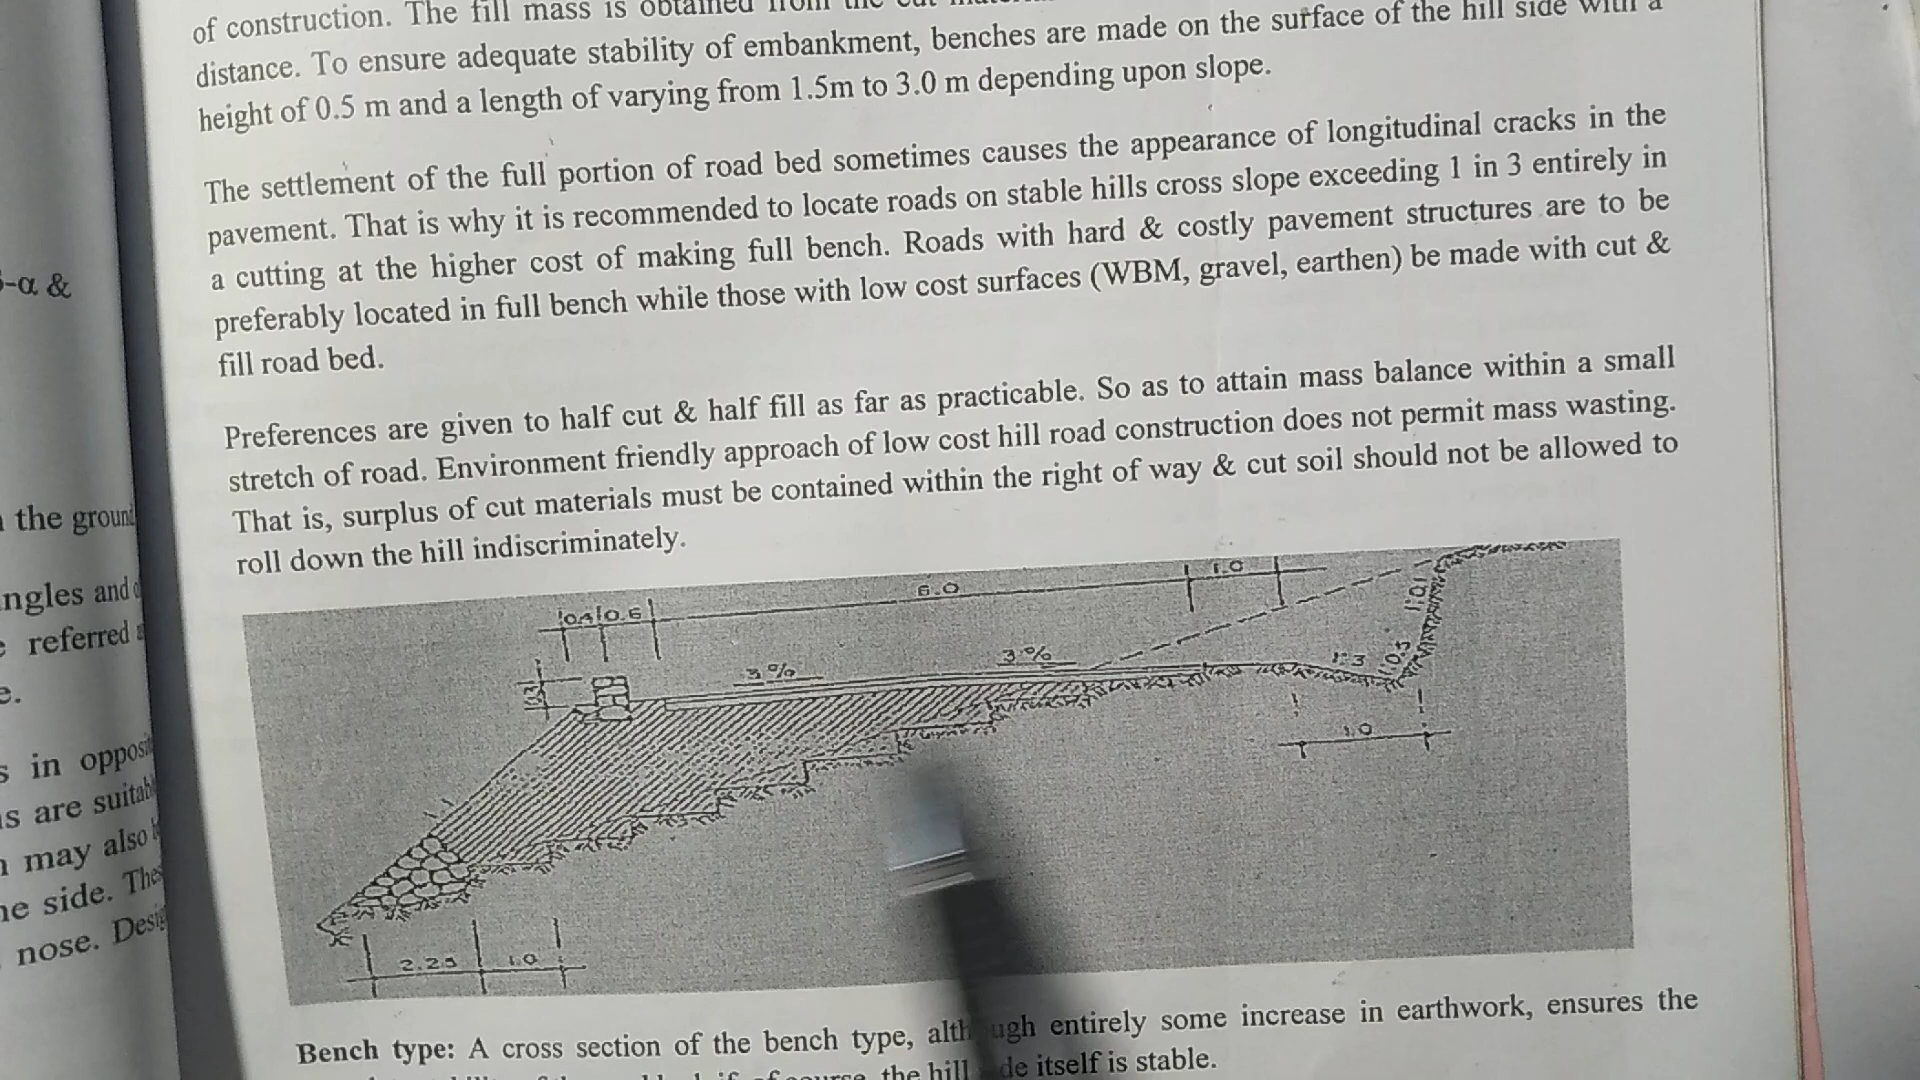 of construction. The fill mass is obtained from the cut
distance. To ensure adequate stability of embankment, benches are made on the surface of the hill side with a
height of 0.5 m and a length of varying from 1.5m to 3.0 m depending upon slope.
The settlement of the full portion of road bed sometimes causes the appearance of longitudinal cracks in the
pavement. That is why it is recommended to locate roads on stable hills cross slope exceeding 1 in 3 entirely in
a cutting at the higher cost of making full bench. Roads with hard & costly pavement structures are to be
preferably located in full bench while those with low cost surfaces (WBM, gravel, earthen) be made with cut &
fill road bed.
Preferences are given to half cut & half fill as far as practicable. So as to attain mass balance within a small
stretch of road. Environment friendly approach of low cost hill road construction does not permit mass wasting.
That is, surplus of cut materials must be contained within the right of way & cut soil should not be allowed to
roll down the hill indiscriminately.
0.4 0.6 6.0 1.0
1:0.1
3% 3% 1:3 1:0.5
1.0
2.25 1.0
Bench type: A cross section of the bench type, alth ugh entirely some increase in earthwork, ensures the
the hill de itself is stable.
-α &
the ground
ngles and
referred
e.
s in opposi
s are suitab
may also
ne side. The
nose. Desig